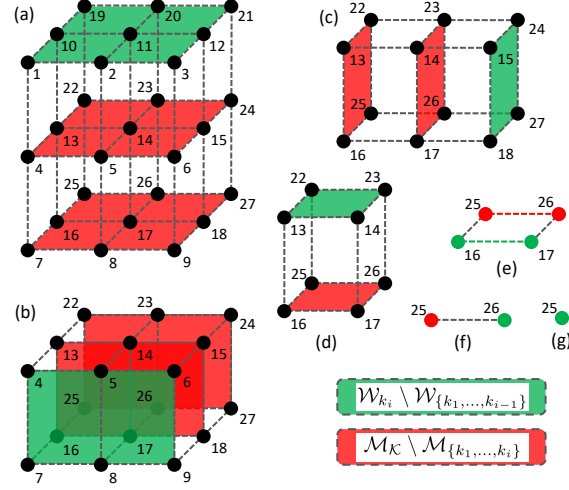 (a)
19 20 21
10 11 12
1 2 3
22 23 24
13 14 15
4 5 6
25 26 27
16 17 18
7 8 9
(b)
22 23 24
13 14 15
4 5 6
25 26 27
16 17
7 8 9
(c)
22 23 24
13 14 15
25 26 27
16 17 18
22 23
13 14
25 26
16 17
(d)
25 26
16 17
(e)
25 26
(f)
25
(g)
$\mathcal{W}_{k_i} \setminus \mathcal{W}_{\{k_1,\ldots,k_{i-1}\}}$
$\mathcal{M}_{\mathcal{K}} \setminus \mathcal{M}_{\{k_1,\ldots,k_i\}}$